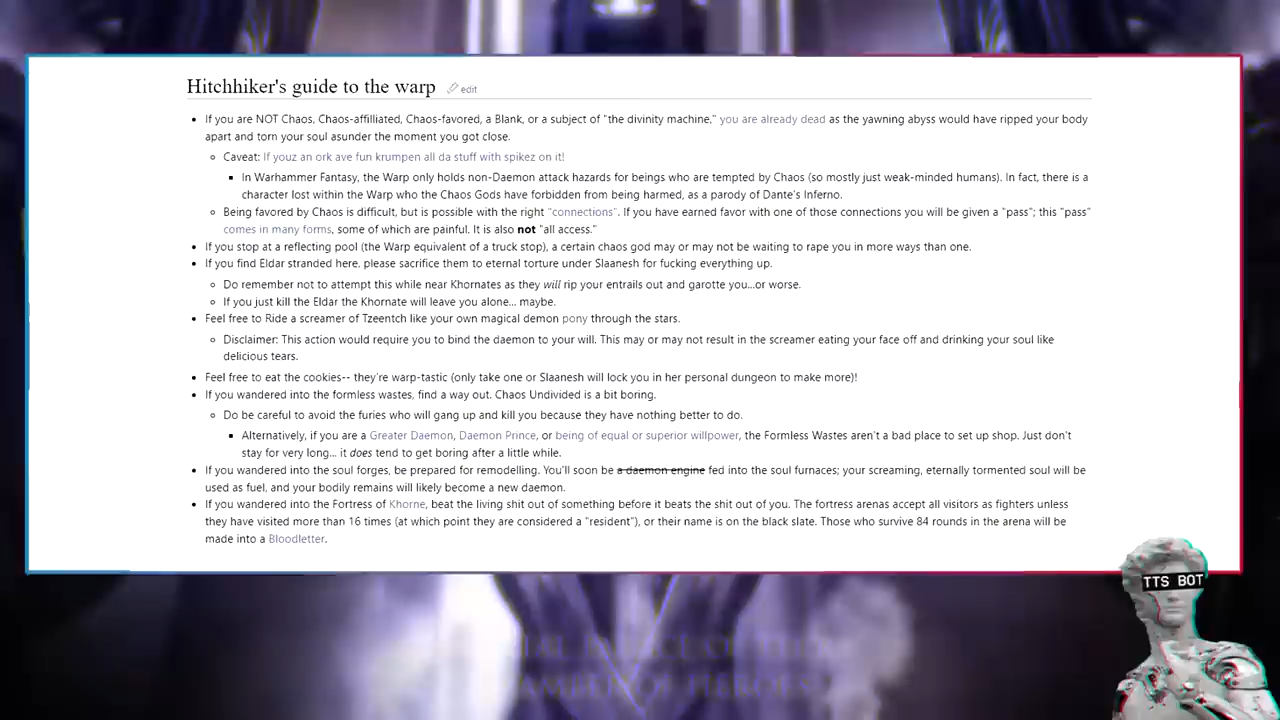 Hitchhiker's guide to the warp edit
If you are NOT Chaos, Chaos-affilliated, Chaos-favored, a Blank, or a subject of "the divinity machine," you are already dead as the yawning abyss would have ripped your body
apart and torn your soul asunder the moment you got close.
Caveat: If youz an ork ave fun krumpen all da stuff with spikez on it!
In Warhammer Fantasy, the Warp only holds non-Daemon attack hazards for beings who are tempted by Chaos (so mostly just weak-minded humans). In fact, there is a
character lost within the Warp who the Chaos Gods have forbidden from being harmed, as a parody of Dante's Inferno.
Being favored by Chaos is difficult, but is possible with the right "connections". If you have earned favor with one of those connections you will be given a "pass"; this "pass"
comes in many forms, some of which are painful. It is also not "all access."
If you stop at a reflecting pool (the Warp equivalent of a truck stop), a certain chaos god may or may not be waiting to rape you in more ways than one.
If you find Eldar stranded here, please sacrifice them to eternal torture under Slaanesh for fucking everything up.
Do remember not to attempt this while near Khornates as they will rip your entrails out and garotte you...or worse.
If you just kill the Eldar the Khornate will leave you alone... maybe.
Feel free to Ride a screamer of Tzeentch like your own magical demon pony through the stars.
Disclaimer: This action would require you to bind the daemon to your will. This may or may not result in the screamer eating your face off and drinking your soul like
delicious tears.
Feel free to eat the cookies-- they're warp-tastic (only take one or Slaanesh will lock you in her personal dungeon to make more)!
If you wandered into the formless wastes, find a way out. Chaos Undivided is a bit boring.
Do be careful to avoid the furies who will gang up and kill you because they have nothing better to do.
Alternatively, if you are a Greater Daemon, Daemon Prince, or being of equal or superior willpower, the Formless Wastes aren't a bad place to set up shop. Just don't
stay for very long... it does tend to get boring after a little while.
If you wandered into the soul forges, be prepared for remodelling. You'll soon be a daemon engine fed into the soul furnaces; your screaming, eternally tormented soul will be
used as fuel, and your bodily remains will likely become a new daemon.
If you wandered into the Fortress of Khorne, beat the living shit out of something before it beats the shit out of you. The fortress arenas accept all visitors as fighters unless
they have visited more than 16 times (at which point they are considered a "resident"), or their name is on the black slate. Those who survive 84 rounds in the arena will be
made into a Bloodletter.
TTS BOT